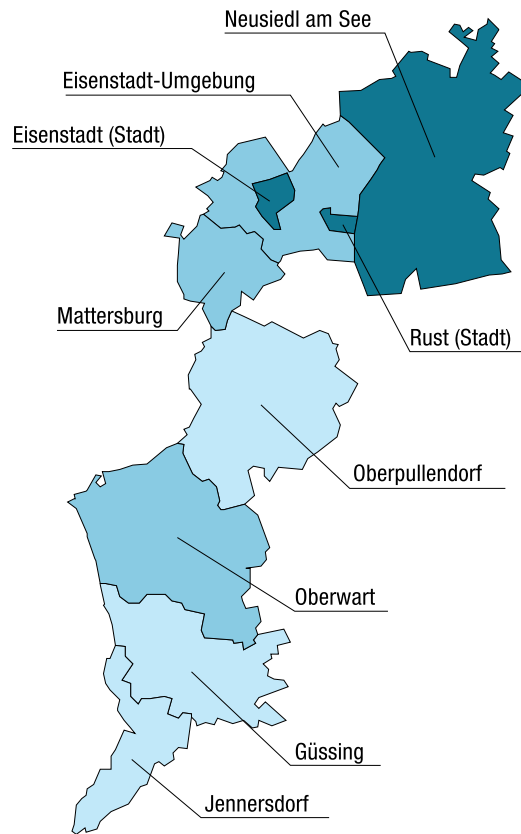 Neusiedl am See
Eisenstadt-Umgebung
Eisenstadt (Stadt)
Mattersburg
Rust (Stadt)
Oberpullendorf
Oberwart
Güssing
Jennersdorf